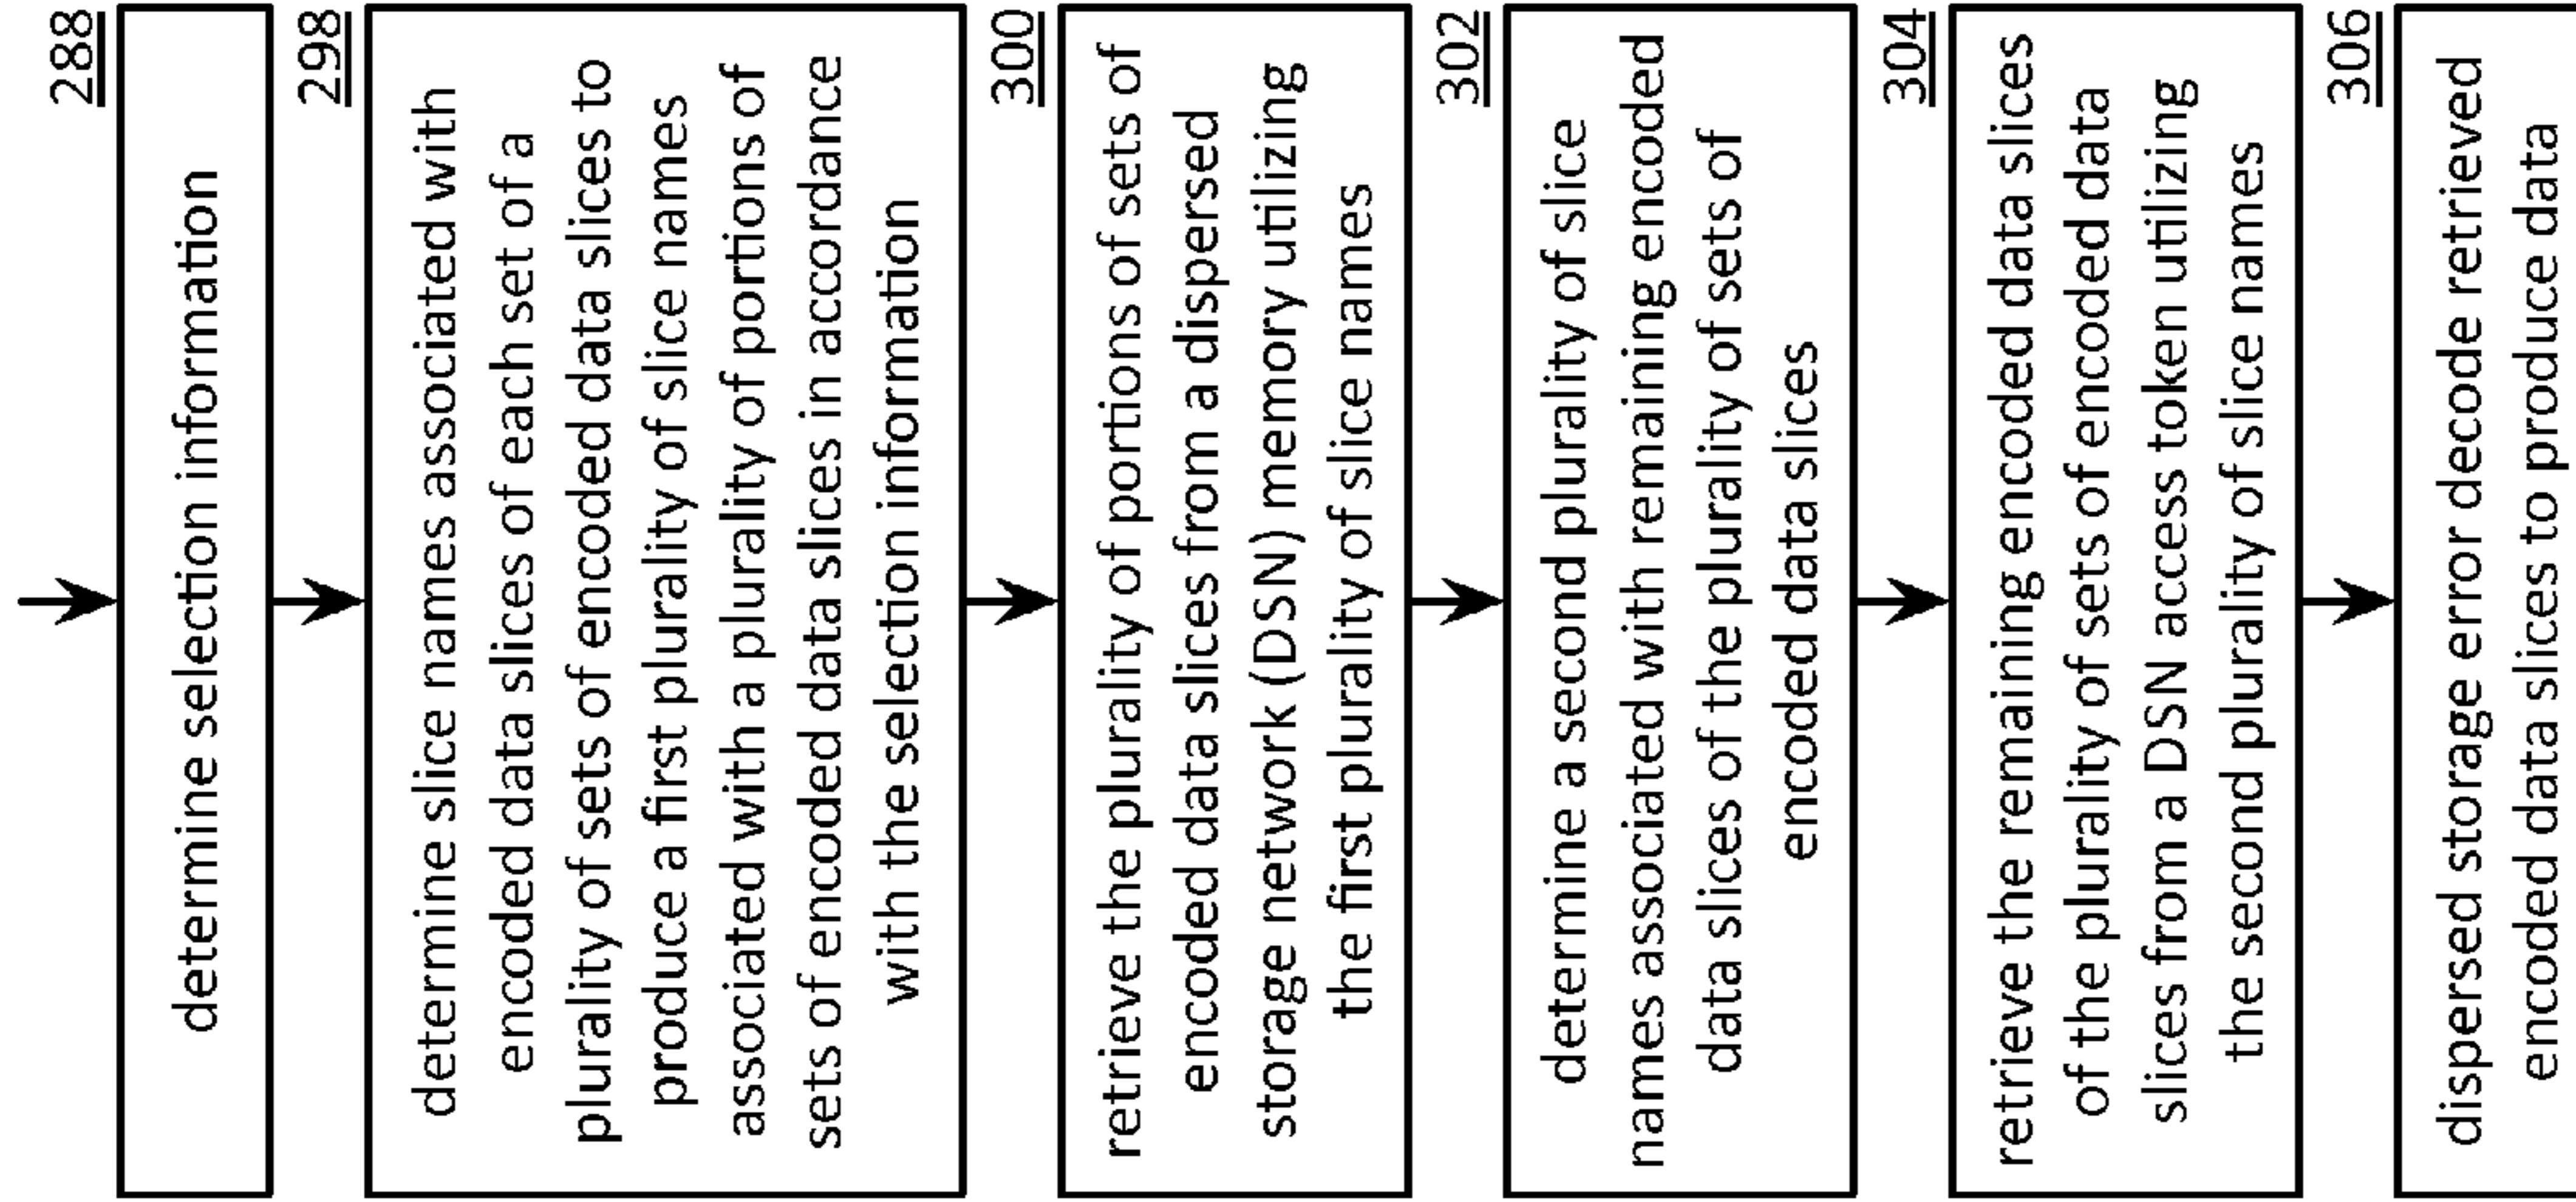 288
determine selection information
298
determine slice names associated with
encoded data slices of each set of a
plurality of sets of encoded data slices to
produce a first plurality of slice names
associated with a plurality of portions of
sets of encoded data slices in accordance
with the selection information
300
retrieve the plurality of portions of sets of
encoded data slices from a dispersed
storage network (DSN) memory utilizing
the first plurality of slice names
302
determine a second plurality of slice
names associated with remaining encoded
data slices of the plurality of sets of
encoded data slices
304
retrieve the remaining encoded data slices
of the plurality of sets of encoded data
slices from a DSN access token utilizing
the second plurality of slice names
306
dispersed storage error decode retrieved
encoded data slices to produce data